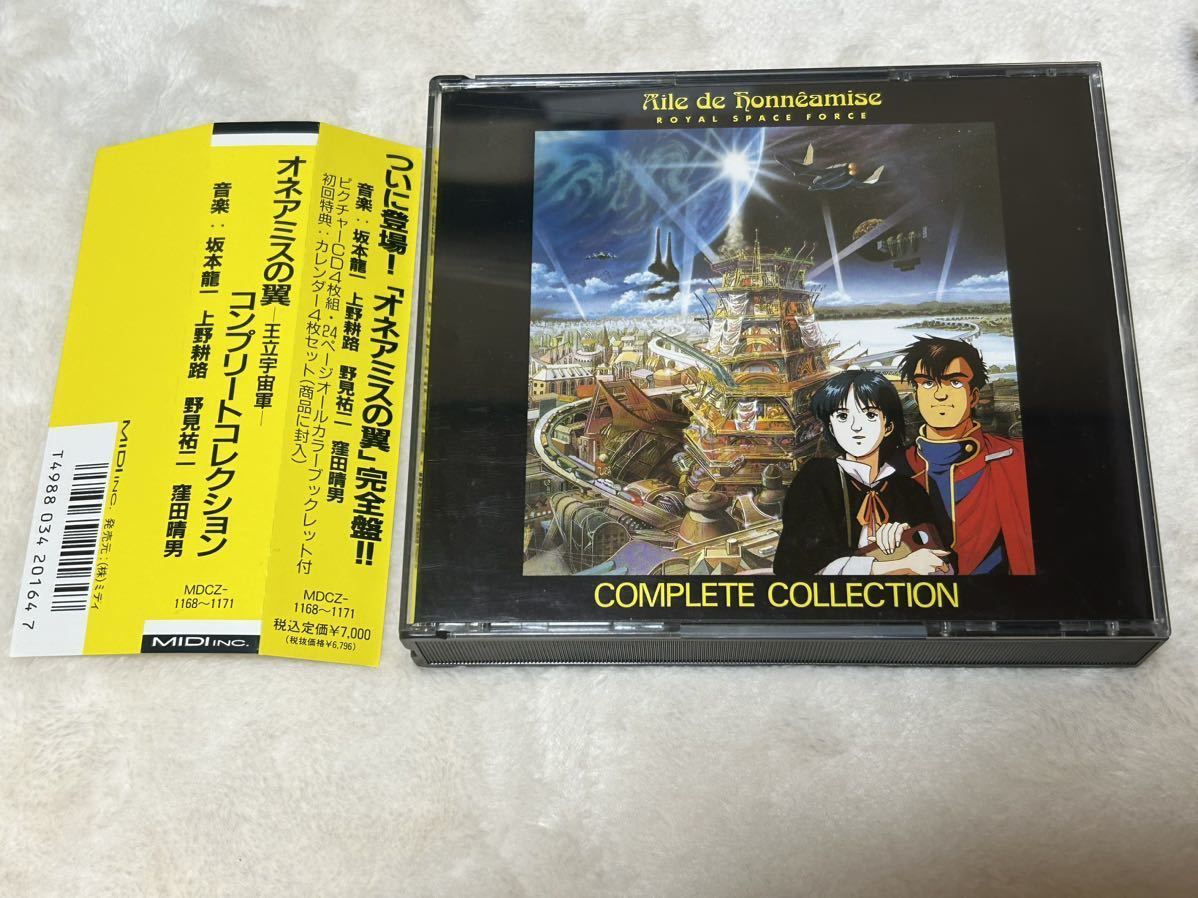 ついに登場!「オネアミスの翼」完全盤!!
音楽:坂本龍一 上野耕路 野見祐二 窪田晴男
ピクチャーCD4枚組・24ページオールカラーブックレット付
初回特典:カレンダー4枚セット(商品に封入)
MDCZ-
1168〜1171
税込定価¥7,000
(税抜価格¥6,796)
オネアミスの翼
―王立宇宙軍―
コンプリートコレクション
音楽:坂本龍一 上野耕路 野見祐二 窪田晴男
MDCZ-
1168〜1171
MIDI INC.
MIDI INC. 発売元:(株)ミディ
T4988 034 20164 7
Aile de Honnêamise
ROYAL SPACE FORCE
COMPLETE COLLECTION